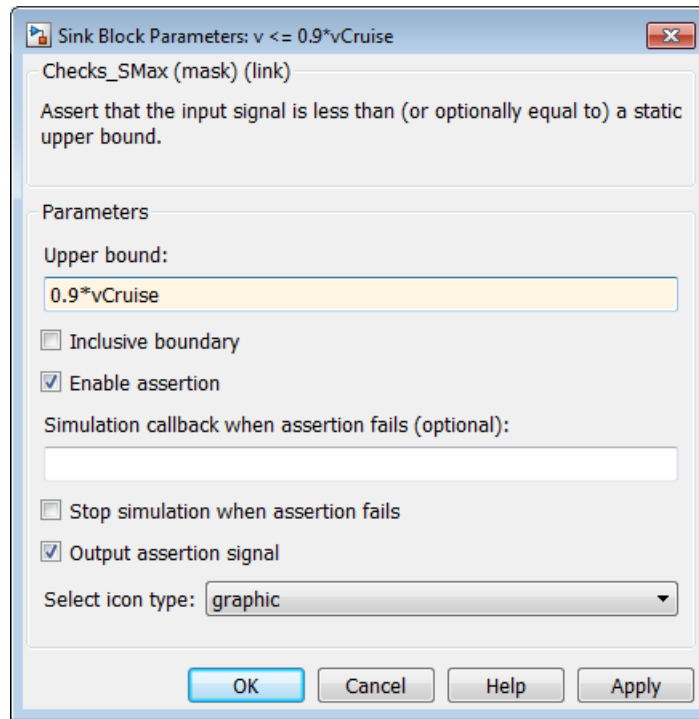 Sink Block Parameters: v <= 0.9*vCruise
Checks_SMax (mask) (link)
Assert that the input signal is less than (or optionally equal to) a static
upper bound.
Parameters
Upper bound:
0.9*vCruise
Inclusive boundary
Enable assertion
Simulation callback when assertion fails (optional):
Stop simulation when assertion fails
Output assertion signal
Select icon type: graphic
OK Cancel Help Apply